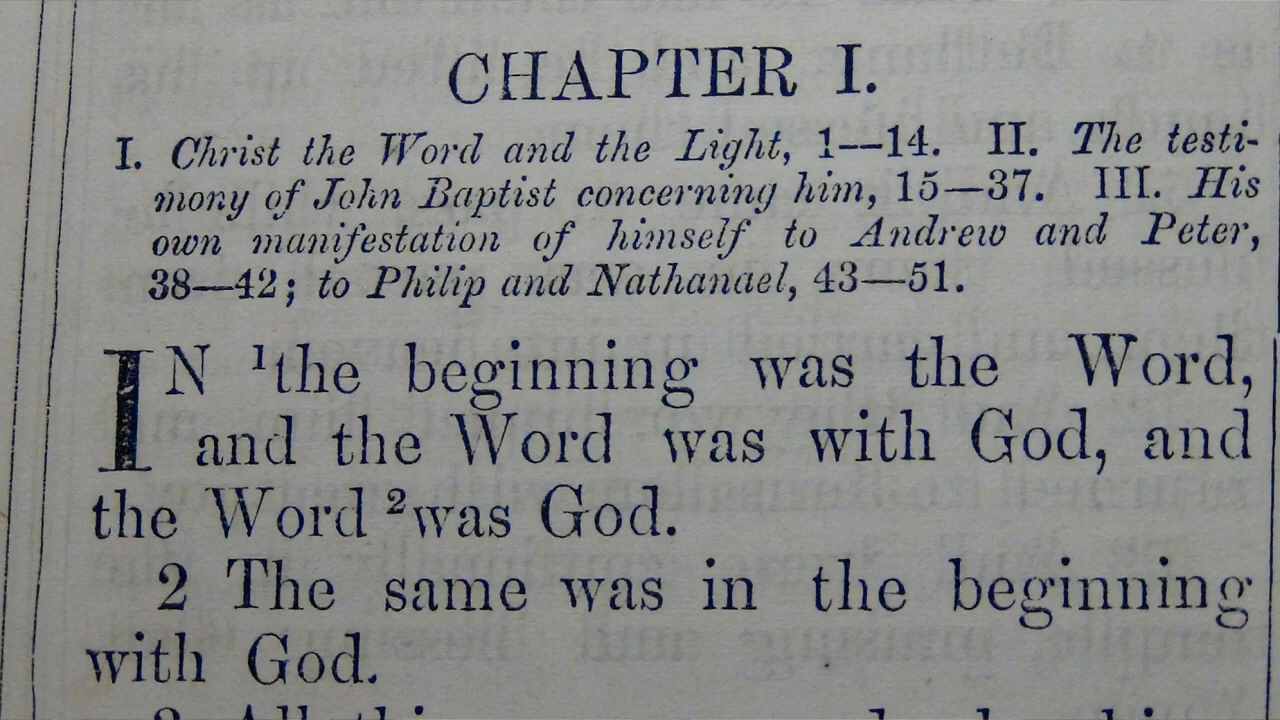 CHAPTER I.
I. Christ the Word and the Light, 1—14. II. The testi-
mony of John Baptist concerning him, 15—37. III. His
own manifestation of himself to Andrew and Peter,
38—42; to Philip and Nathanael, 43—51.
IN ¹the beginning was the Word,
and the Word was with God, and
the Word ²was God.
2 The same was in the beginning
with God.